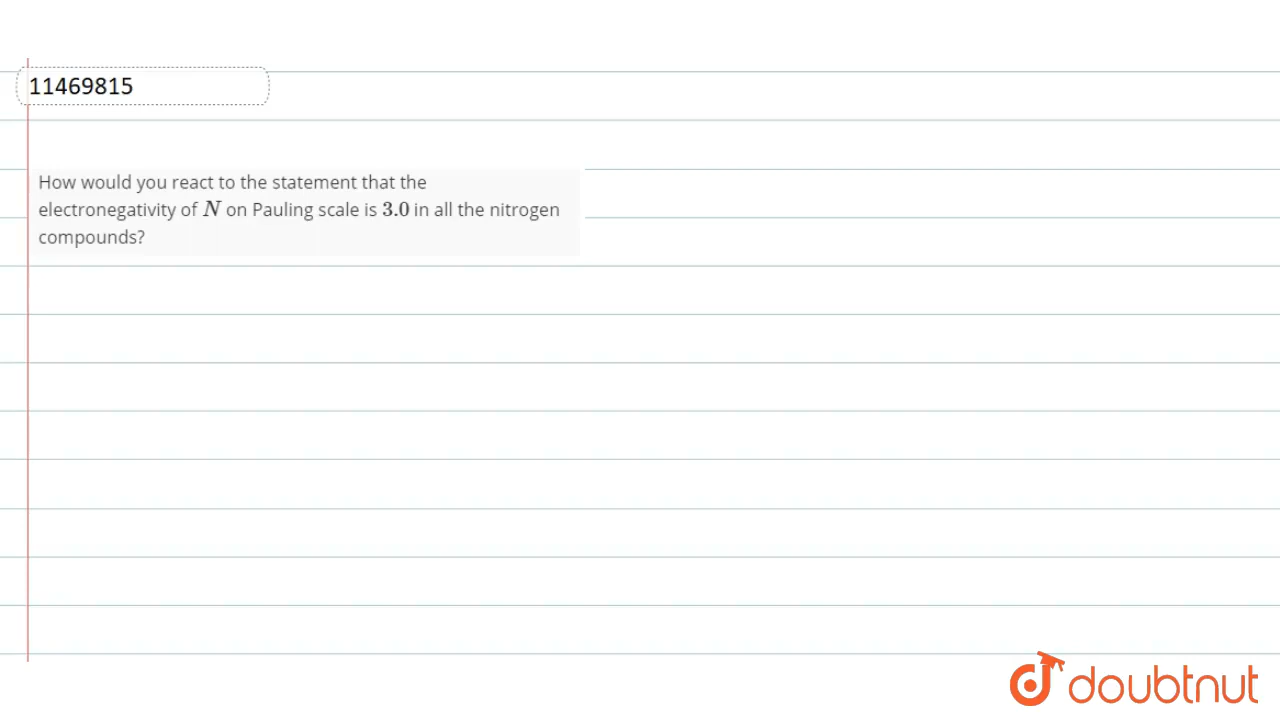 11469815
How would you react to the statement that the
electronegativity of N on Pauling scale is 3.0 in all the nitrogen
compounds?
doubtnut